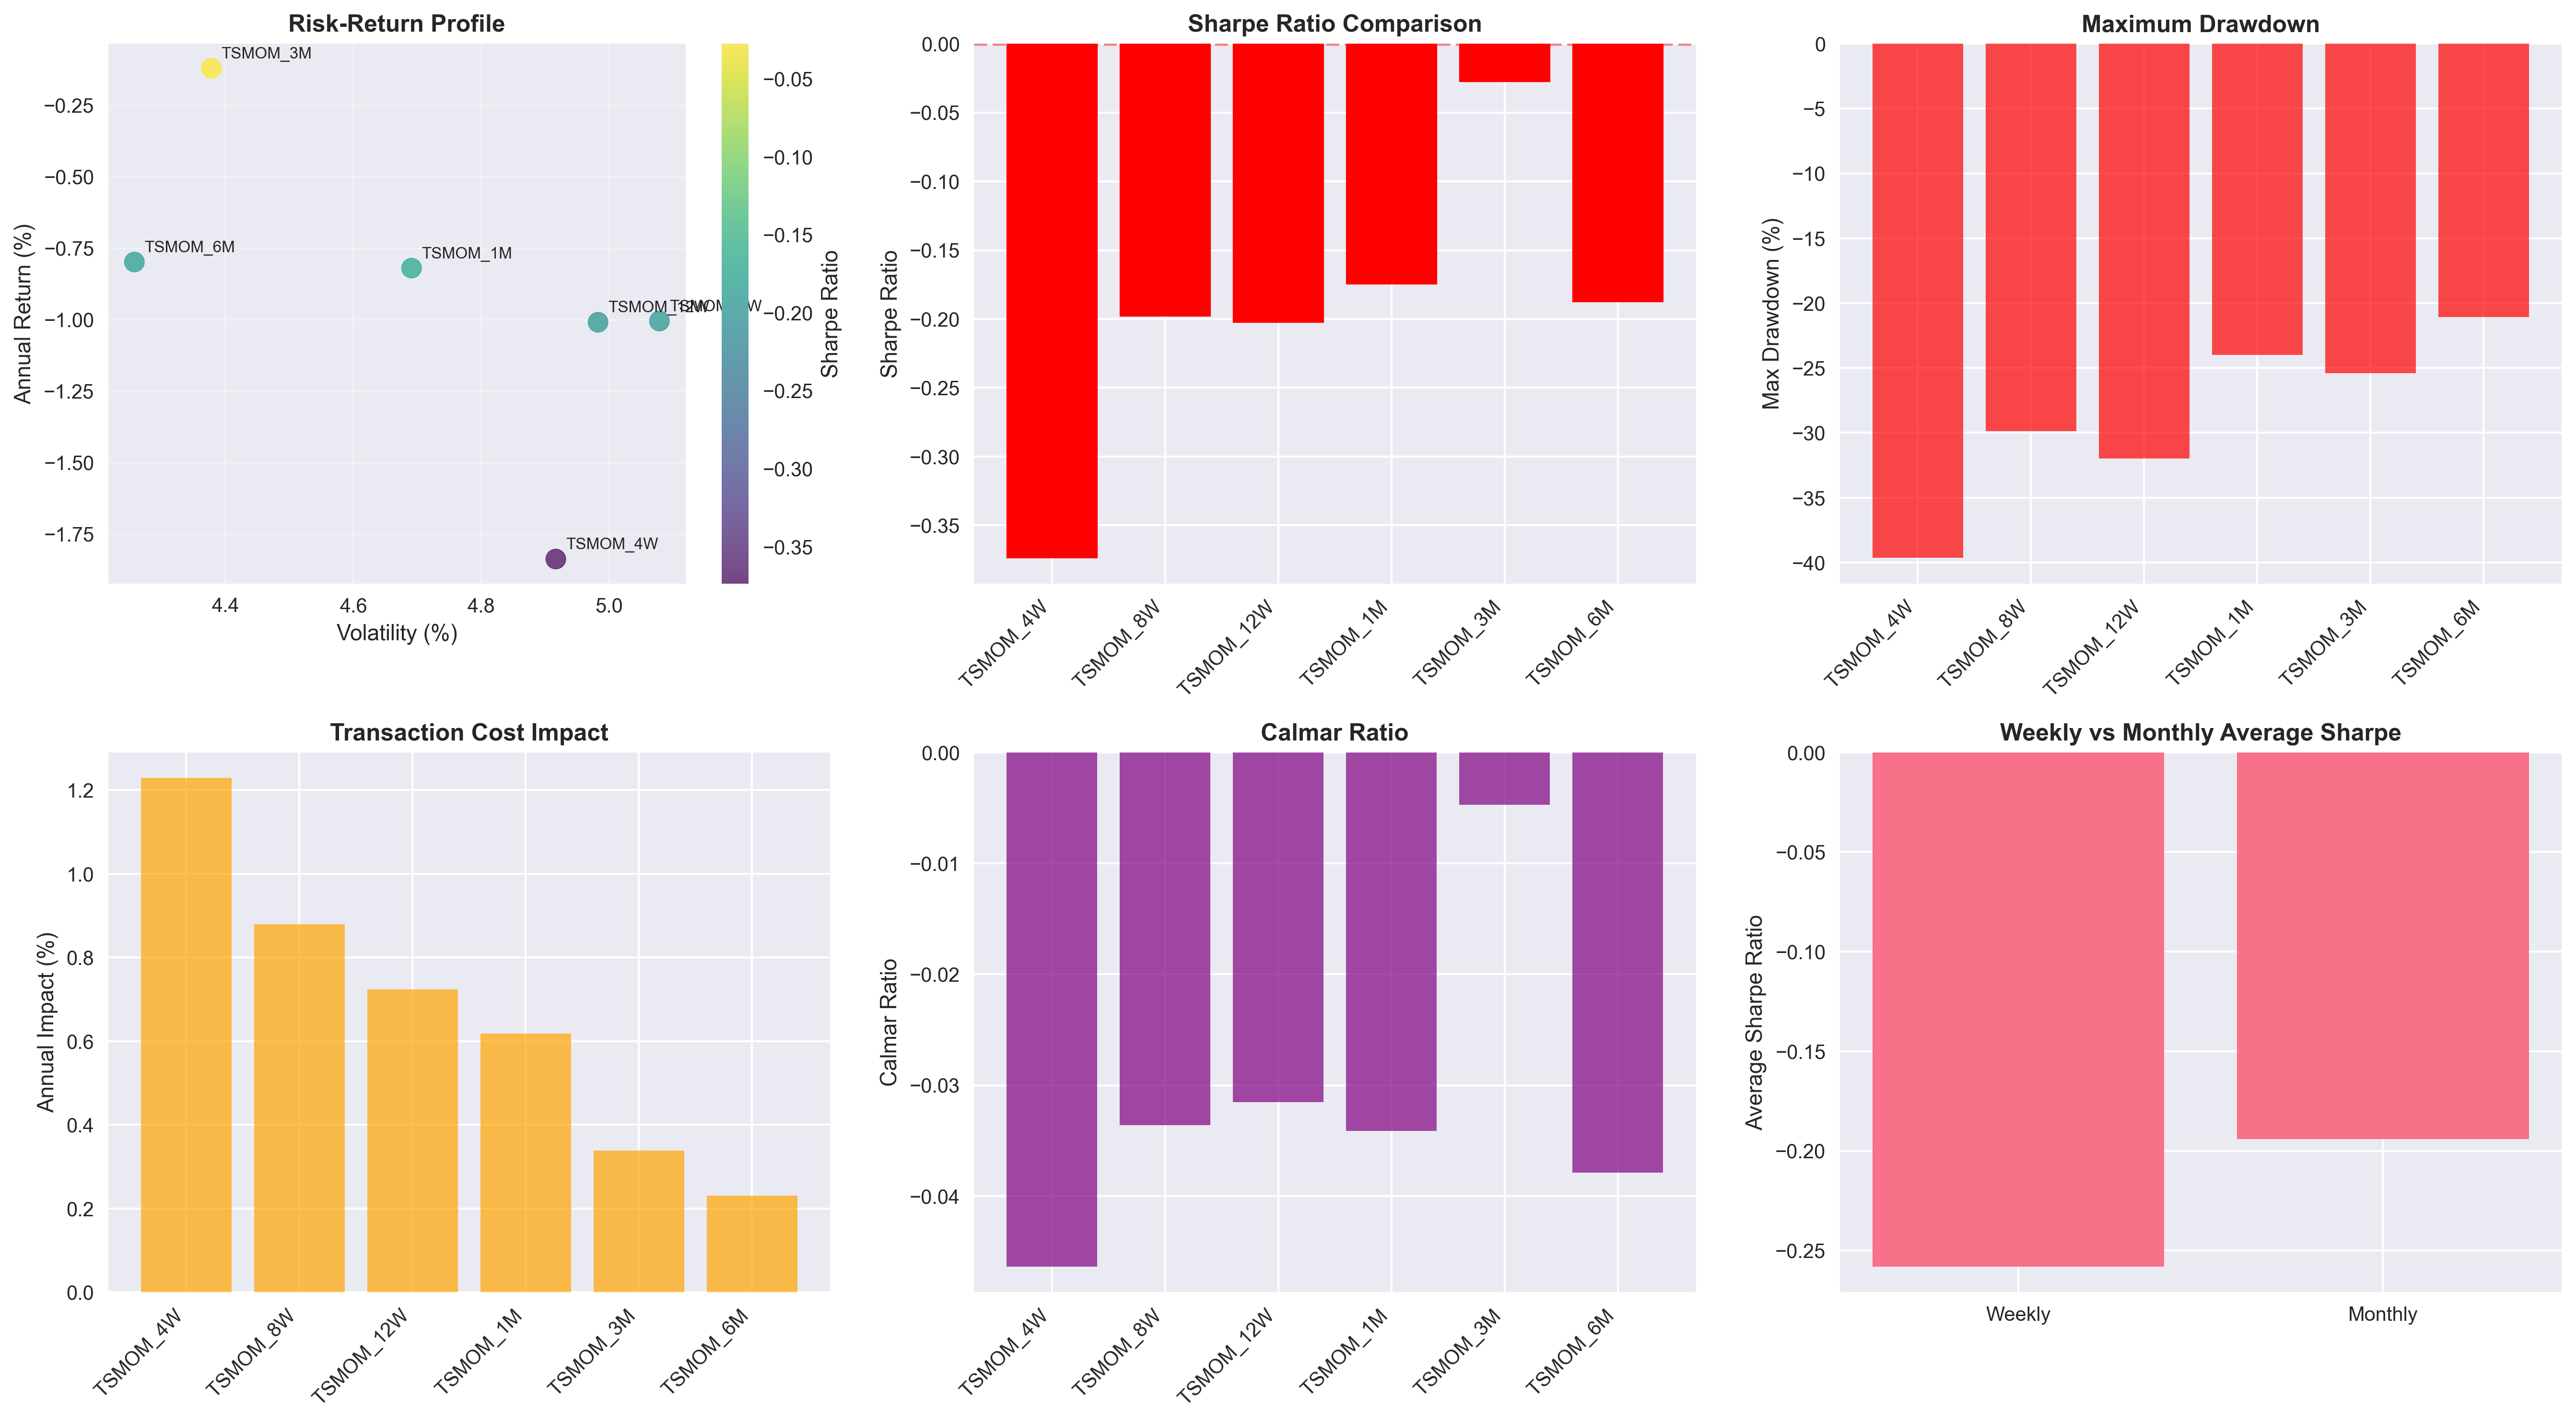 Risk-Return Profile
TSMOM_3M
TSMOM_6M
TSMOM_1M
TSMOM_4W
−0.25
−0.50
−0.75
−1.00
−1.25
−1.50
−1.75
Annual Return (%)
4.4 4.6 4.8 5.0
Volatility (%)
−0.05
−0.10
−0.15
−0.20
−0.25
−0.30
−0.35
Sharpe Ratio
Sharpe Ratio Comparison
0.00
−0.05
−0.10
−0.15
−0.20
−0.25
−0.30
−0.35
Sharpe Ratio
TSMOM_4W
TSMOM_8W
TSMOM_12W
TSMOM_1M
TSMOM_3M
TSMOM_6M
Maximum Drawdown
0
−5
−10
−15
−20
−25
−30
−35
−40
Max Drawdown (%)
TSMOM_4W
TSMOM_8W
TSMOM_12W
TSMOM_1M
TSMOM_3M
TSMOM_6M
Transaction Cost Impact
1.2
1.0
0.8
0.6
0.4
0.2
0.0
Annual Impact (%)
TSMOM_4W
TSMOM_8W
TSMOM_12W
TSMOM_1M
TSMOM_3M
TSMOM_6M
Calmar Ratio
0.00
−0.01
−0.02
−0.03
−0.04
Calmar Ratio
TSMOM_4W
TSMOM_8W
TSMOM_12W
TSMOM_1M
TSMOM_3M
TSMOM_6M
Weekly vs Monthly Average Sharpe
0.00
−0.05
−0.10
−0.15
−0.20
−0.25
Average Sharpe Ratio
Weekly
Monthly